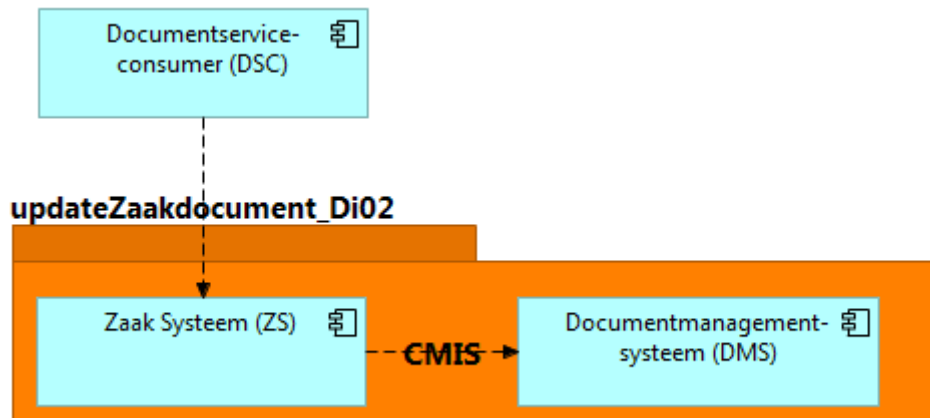 Documentservice-
consumer (DSC)
updateZaakdocument_Di02
Zaak Systeem (ZS)
CMIS
Documentmanagement-
systeem (DMS)